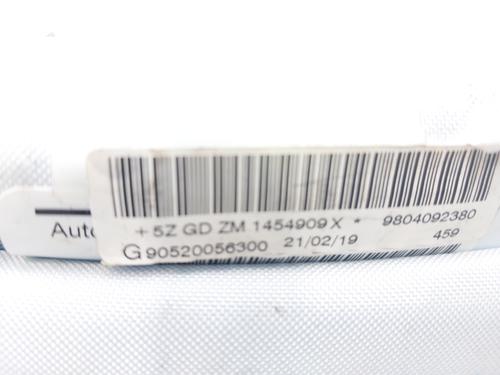 + 5Z GD ZM 1454909 X * 9804092380
G 90520056300 21/02/19 459
Auto